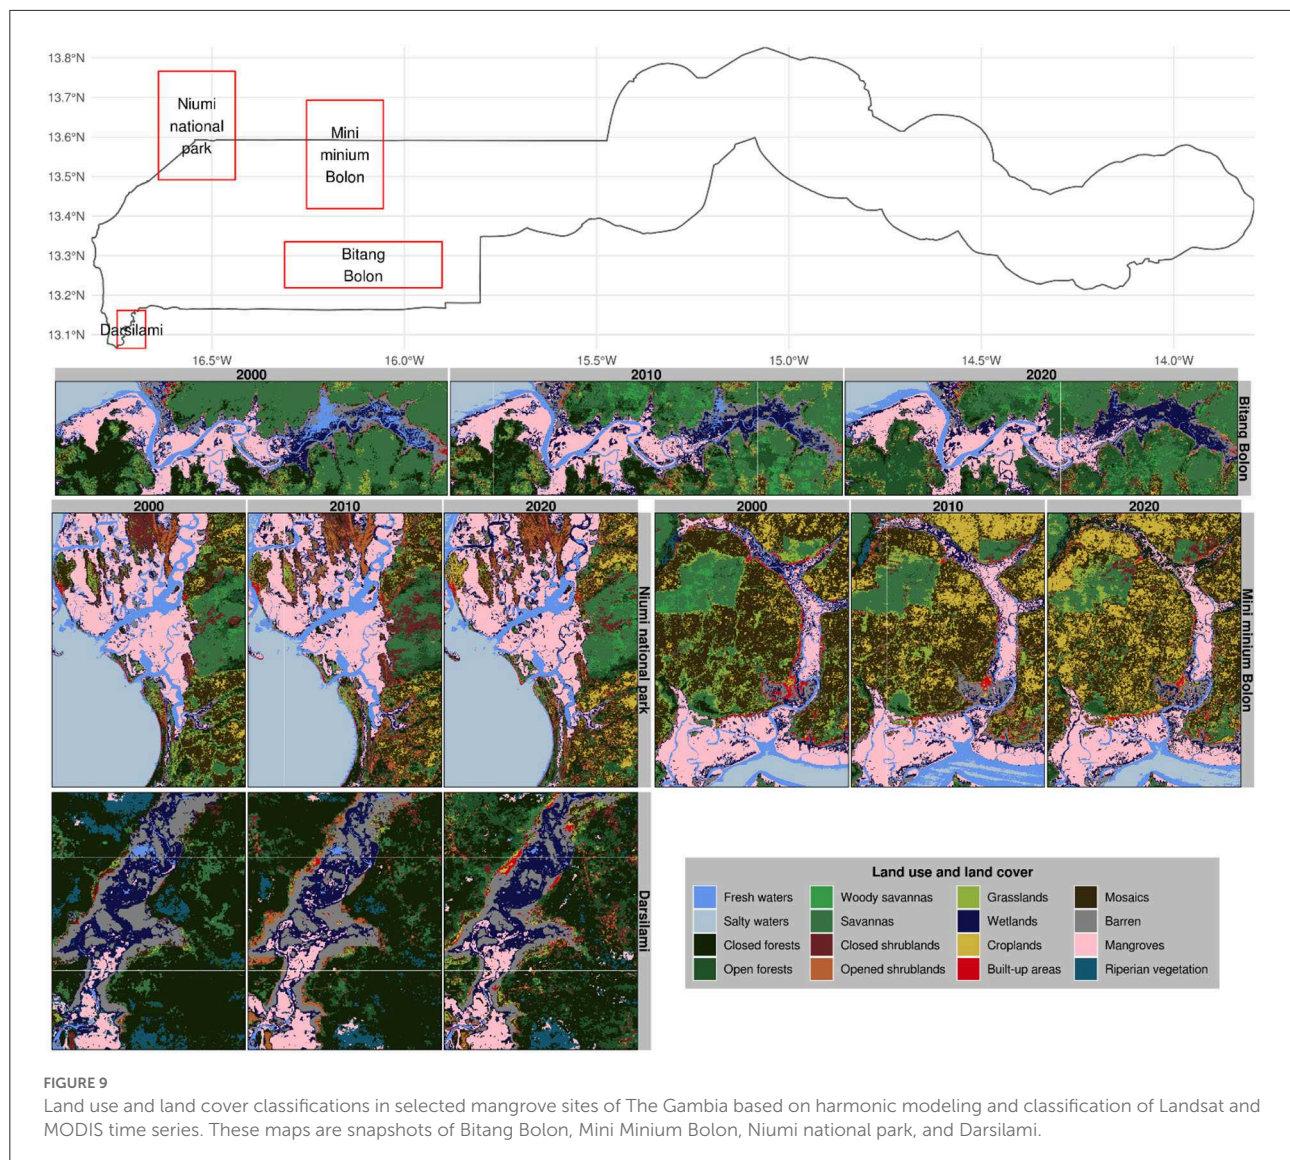 13.8°N
13.7°N
13.6°N
13.5°N
13.4°N
13.3°N
13.2°N
13.1°N
Niumi
national
park
Mini
minium
Bolon
Bitang
Bolon
Darsilami
16.5°W
16.0°W
15.5°W
15.0°W
14.5°W
14.0°W
2000
2010
2020
Bitang Bolon
2000
2010
2020
Niumi national park
2000
2010
2020
Mini minium Bolon
Darsilami
Land use and land cover
Fresh waters
Woody savannas
Grasslands
Mosaics
Salty waters
Savannas
Wetlands
Barren
Closed forests
Closed shrublands
Croplands
Mangroves
Open forests
Opened shrublands
Built-up areas
Riperian vegetation
FIGURE 9
Land use and land cover classifications in selected mangrove sites of The Gambia based on harmonic modeling and classification of Landsat and
MODIS time series. These maps are snapshots of Bitang Bolon, Mini Minium Bolon, Niumi national park, and Darsilami.